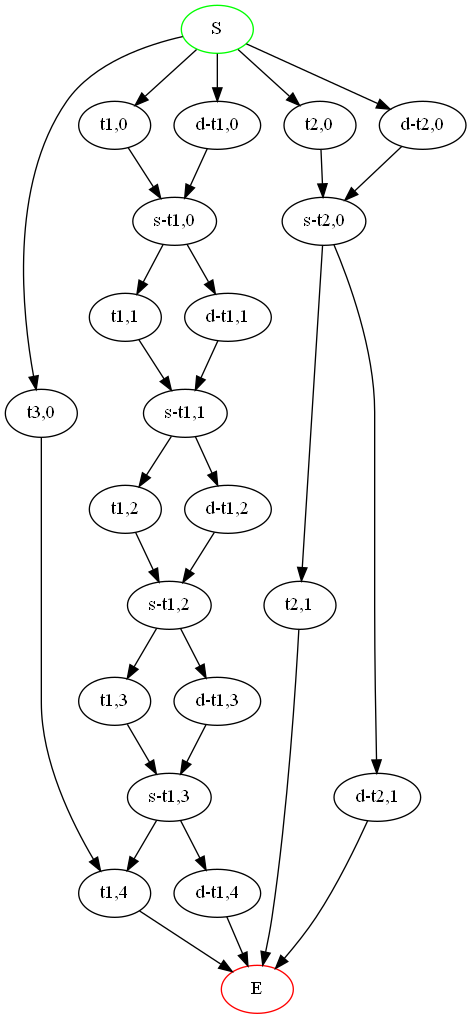 S
t1,0
d-t1,0
t2,0
d-t2,0
s-t1,0
s-t2,0
t1,1
d-t1,1
t3,0
s-t1,1
t1,2
d-t1,2
s-t1,2
t2,1
t1,3
d-t1,3
s-t1,3
d-t2,1
t1,4
d-t1,4
E